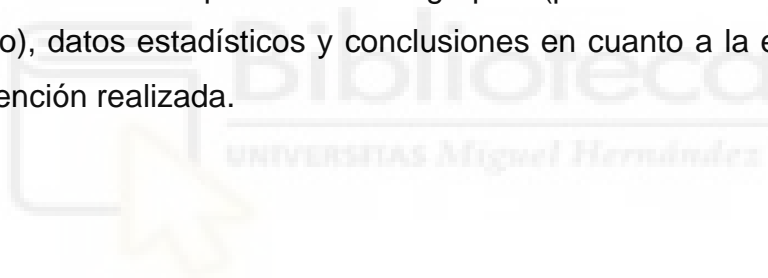 o), datos estadísticos y conclusiones en cuanto a la
ención realizada.
Biblioteca
UNIVERSITAS Miguel Hernández